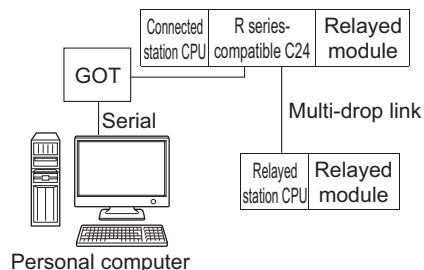 Connected
station CPU
R series-
compatible C24
Relayed
module
GOT
Serial
Multi-drop link
Relayed
station CPU
Relayed
module
Personal computer